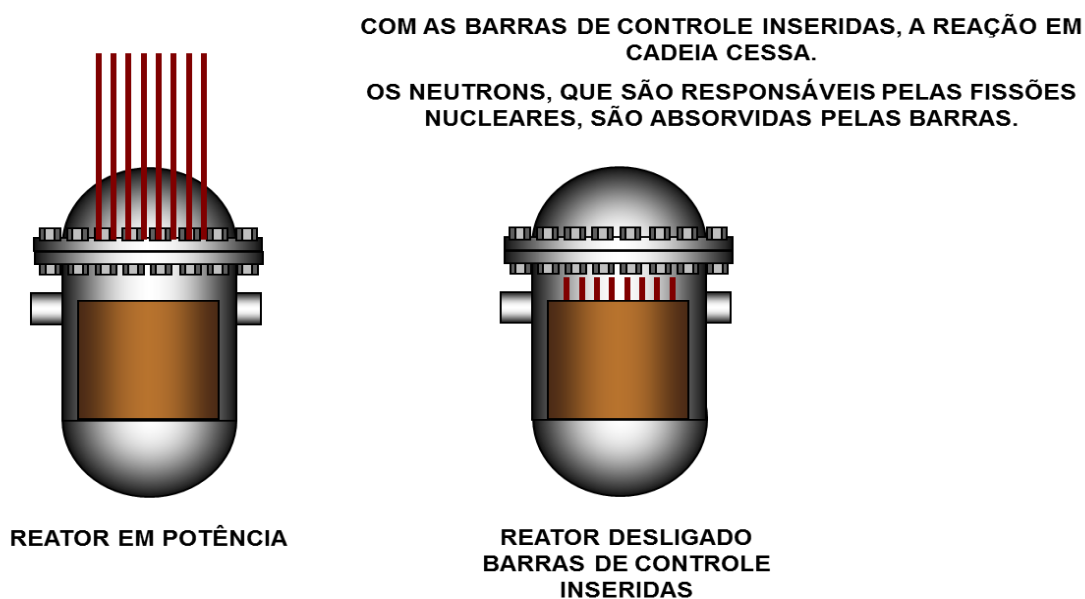 COM AS BARRAS DE CONTROLE INSERIDAS, A REAÇÃO EM
CADEIA CESSA.
OS NEUTRONS, QUE SÃO RESPONSÁVEIS PELAS FISSÕES
NUCLEARES, SÃO ABSORVIDAS PELAS BARRAS.
REATOR EM POTÊNCIA
REATOR DESLIGADO
BARRAS DE CONTROLE
INSERIDAS